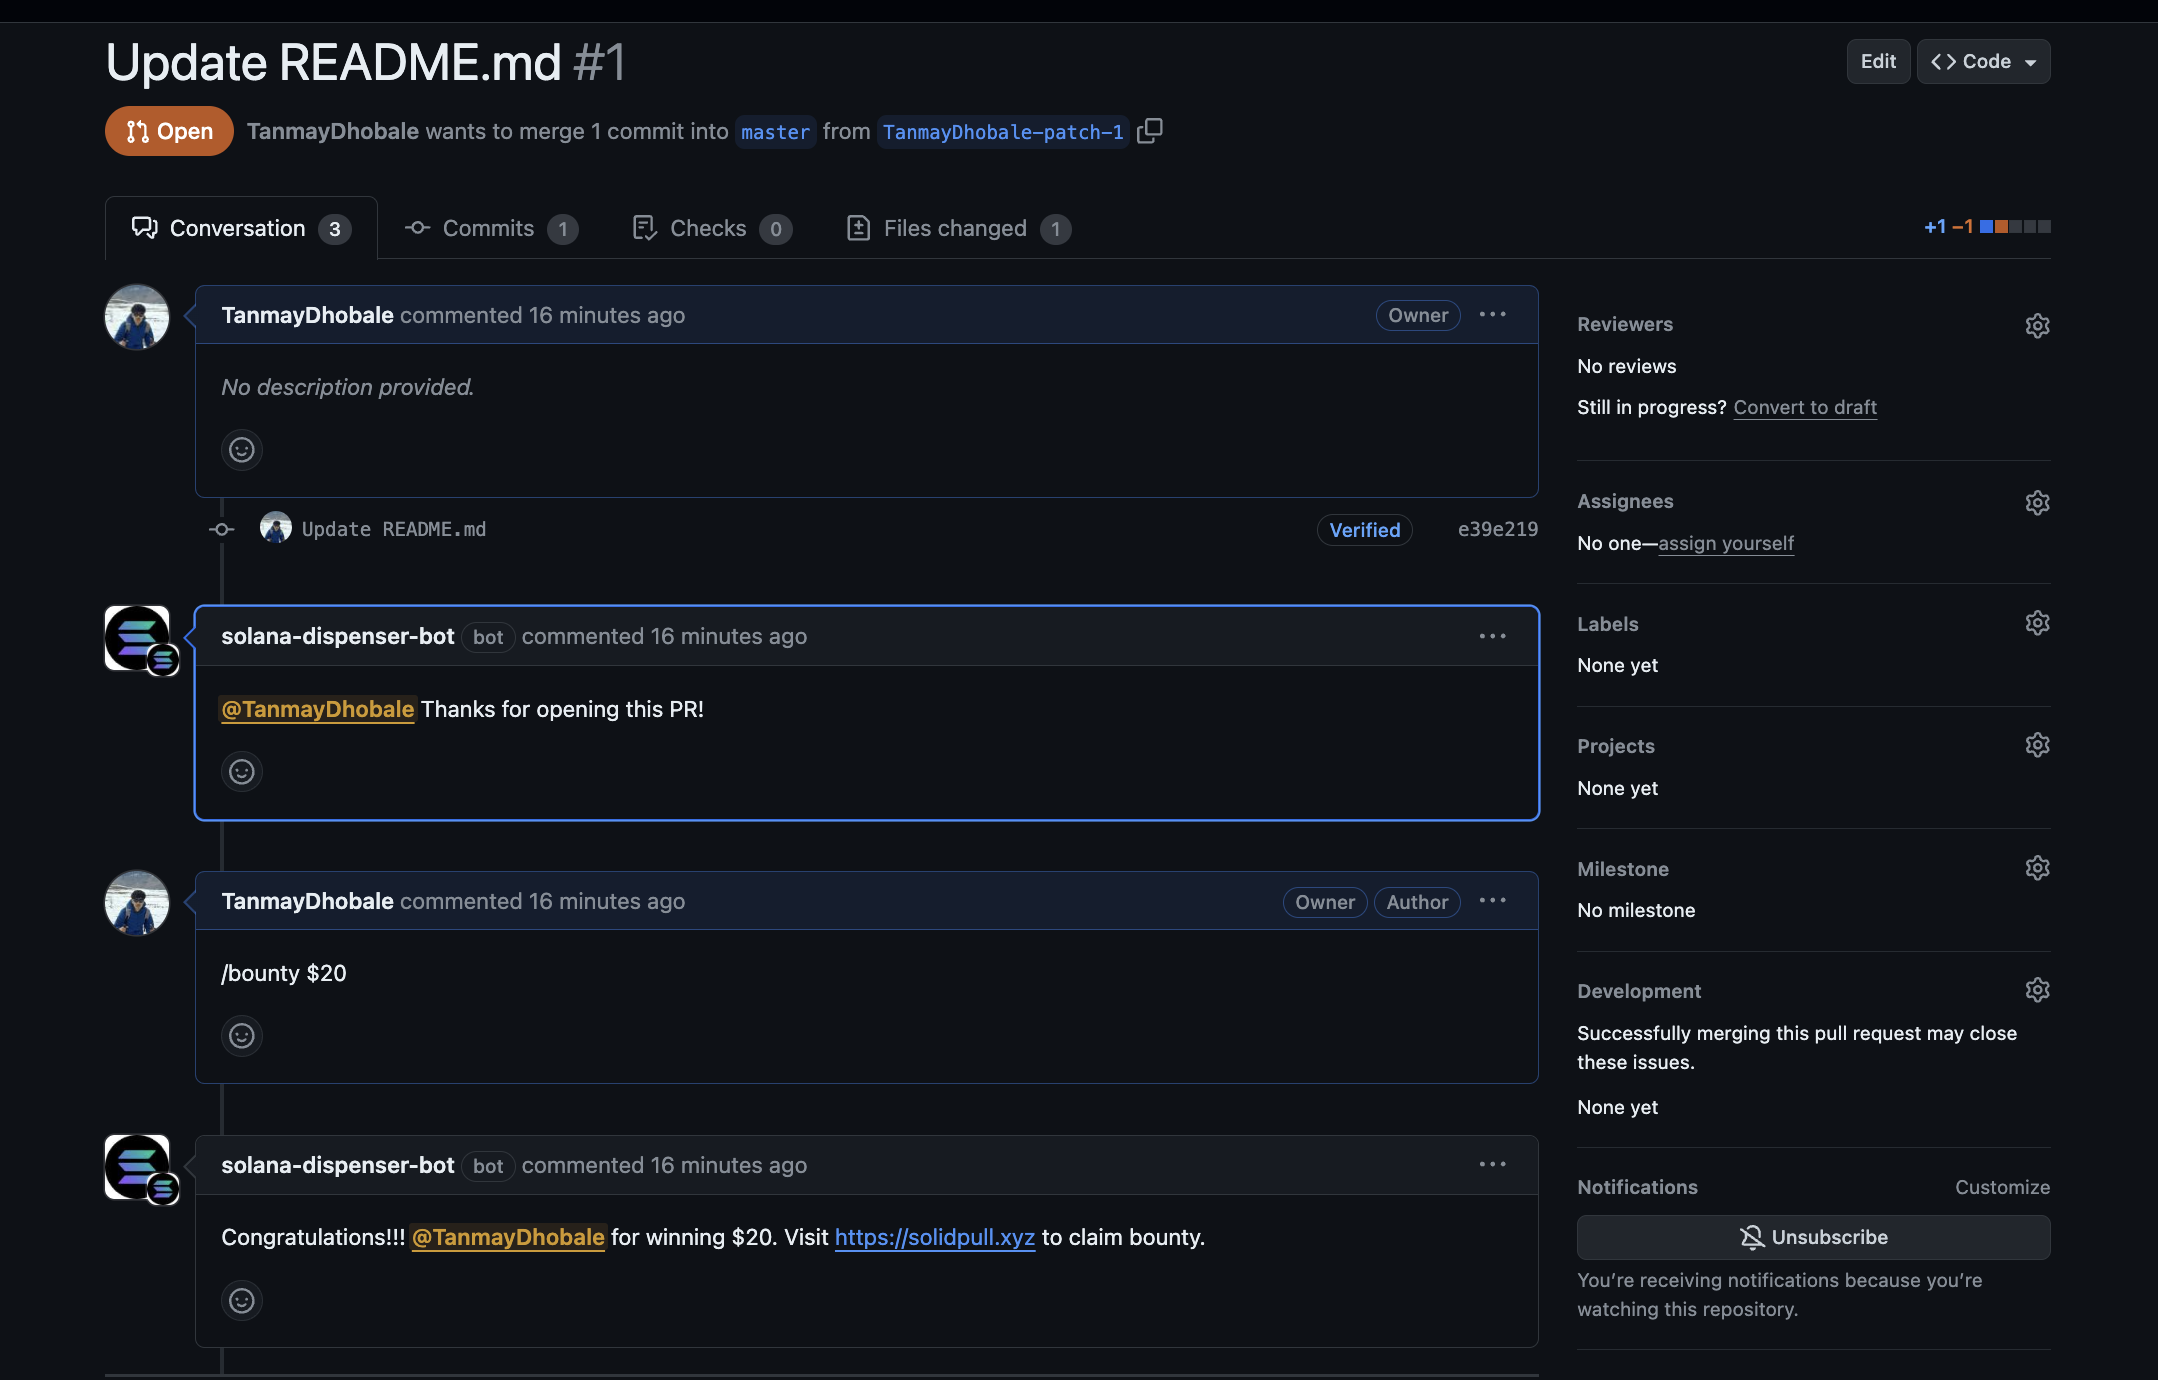 Update README.md #1
Edit
Code
Open
TanmayDhobale wants to merge 1 commit into master from TanmayDhobale-patch-1
Conversation 3
Commits 1
Checks 0
Files changed 1
+1 −1
TanmayDhobale commented 16 minutes ago
Owner
No description provided.
Update README.md
Verified
e39e219
solana-dispenser-bot bot commented 16 minutes ago
@TanmayDhobale Thanks for opening this PR!
TanmayDhobale commented 16 minutes ago
Owner
Author
/bounty $20
solana-dispenser-bot bot commented 16 minutes ago
Congratulations!!! @TanmayDhobale for winning $20. Visit https://solidpull.xyz to claim bounty.
Reviewers
No reviews
Still in progress? Convert to draft
Assignees
No one—assign yourself
Labels
None yet
Projects
None yet
Milestone
No milestone
Development
Successfully merging this pull request may close
these issues.
None yet
Notifications
Customize
Unsubscribe
You’re receiving notifications because you’re
watching this repository.